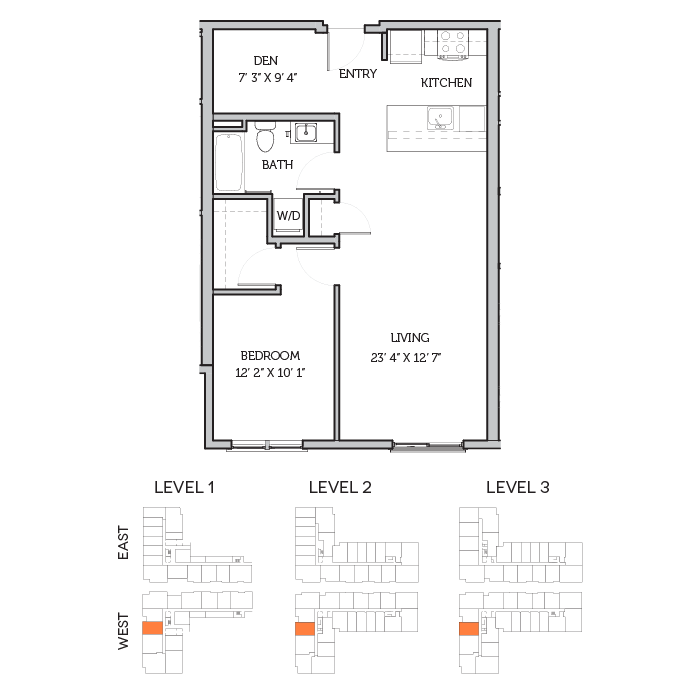 DEN
7' 3" X 9' 4"
ENTRY
KITCHEN
BATH
W/D
LIVING
23' 4" X 12' 7"
BEDROOM
12' 2" X 10' 1"
LEVEL 1
LEVEL 2
LEVEL 3
EAST
WEST